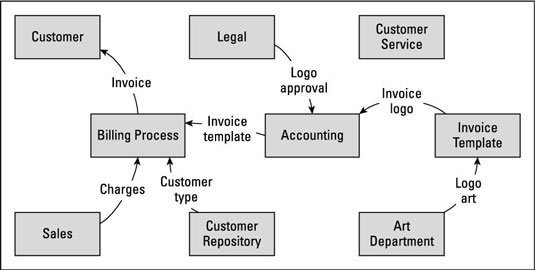 Customer
Legal
Customer
Service
Invoice
Logo
approval
Invoice
logo
Billing Process
Invoice
template
Accounting
Invoice
Template
Charges
Customer
type
Logo
art
Sales
Customer
Repository
Art
Department